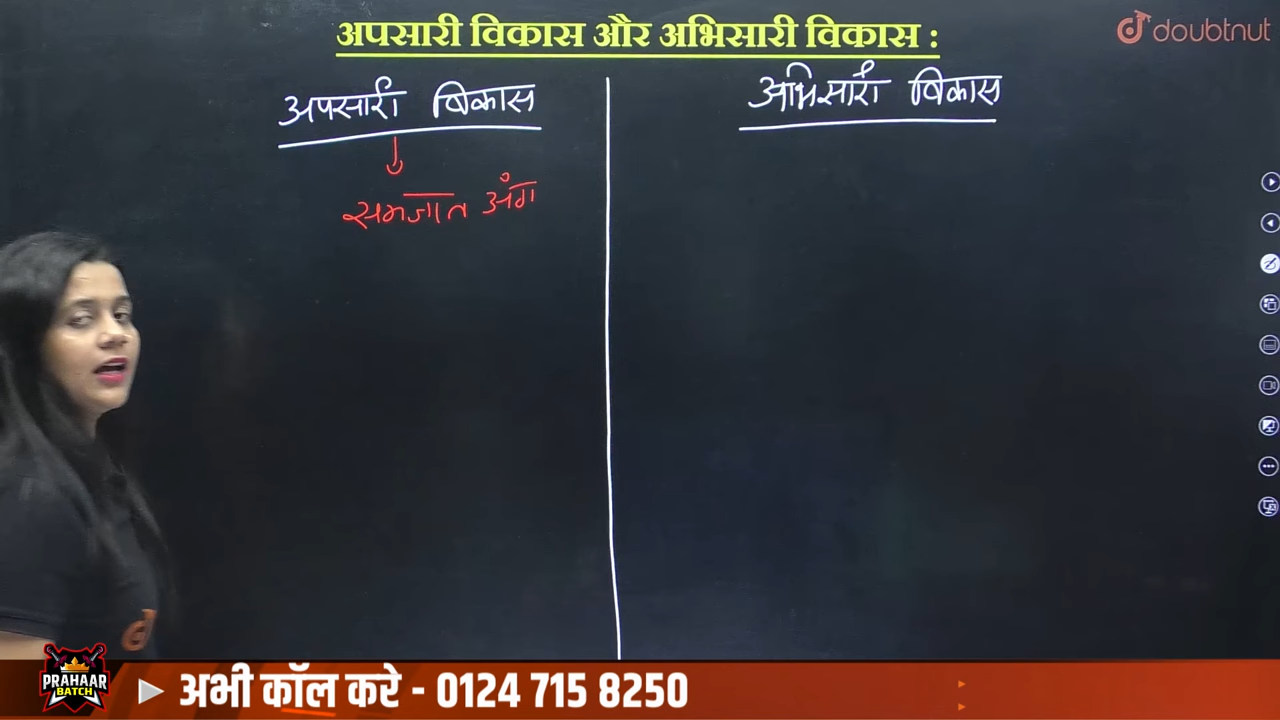 अपसारी विकास और अभिसारी विकास :
doubtnut
अपसारी विकास
अभिसारी विकास
समजात अंग
PRAHAAR
BATCH
अभी कॉल करे - 0124 715 8250